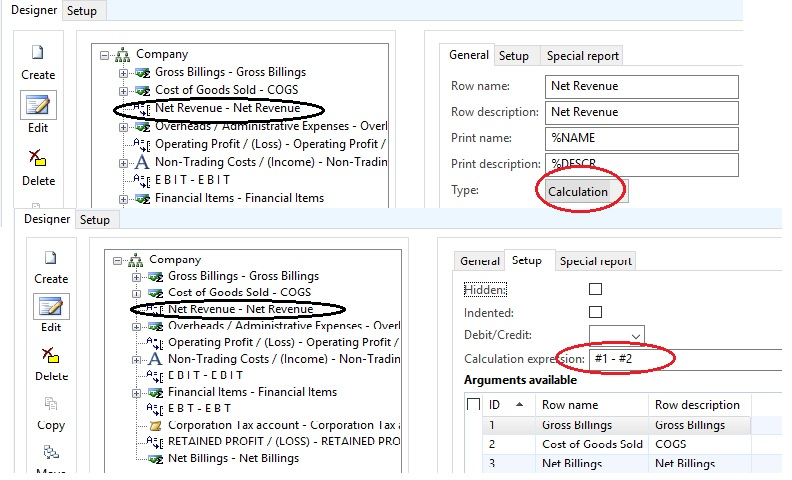 Designer Setup
Create
Edit
Delete
Company
Gross Billings - Gross Billings
Cost of Goods Sold - COGS
Net Revenue - Net Revenue
Overheads / Administrative Expenses - Overl
Operating Profit / (Loss) - Operating Profit / (
Non-Trading Costs / (Income) - Non-Tradin
E B I T - E B I T
Financial Items - Financial Items
General Setup Special report
Row name: Net Revenue
Row description: Net Revenue
Print name: %NAME
Print description: %DESCR
Type: Calculation
Designer Setup
Create
Edit
Delete
Copy
Move
Company
Gross Billings - Gross Billings
Cost of Goods Sold - COGS
Net Revenue - Net Revenue
Overheads / Administrative Expenses - Overl
Operating Profit / (Loss) - Operating Profit / (
Non-Trading Costs / (Income) - Non-Tradin
E B I T - E B I T
Financial Items - Financial Items
EBT - EBT
Corporation Tax account - Corporation Tax a
RETAINED PROFIT / (LOSS) - RETAINED PRO
Net Billings - Net Billings
General Setup Special report
Hidden:
Indented:
Debit/Credit:
Calculation expression: #1 - #2
Arguments available
ID Row name Row description
1 Gross Billings Gross Billings
2 Cost of Goods Sold COGS
3 Net Billings Net Billings